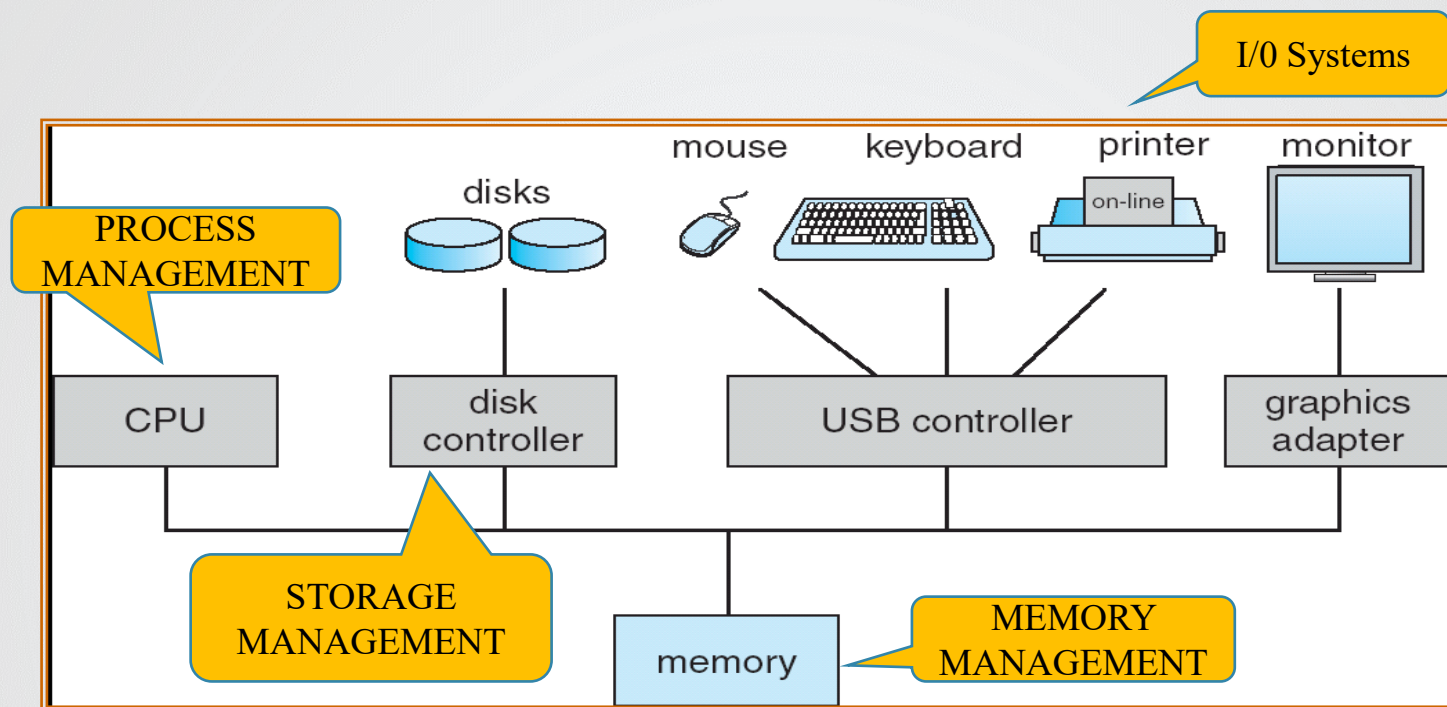 I/0 Systems
mouse
keyboard
printer
monitor
disks
on-line
PROCESS
MANAGEMENT
CPU
disk
controller
USB controller
graphics
adapter
STORAGE
MANAGEMENT
memory
MEMORY
MANAGEMENT